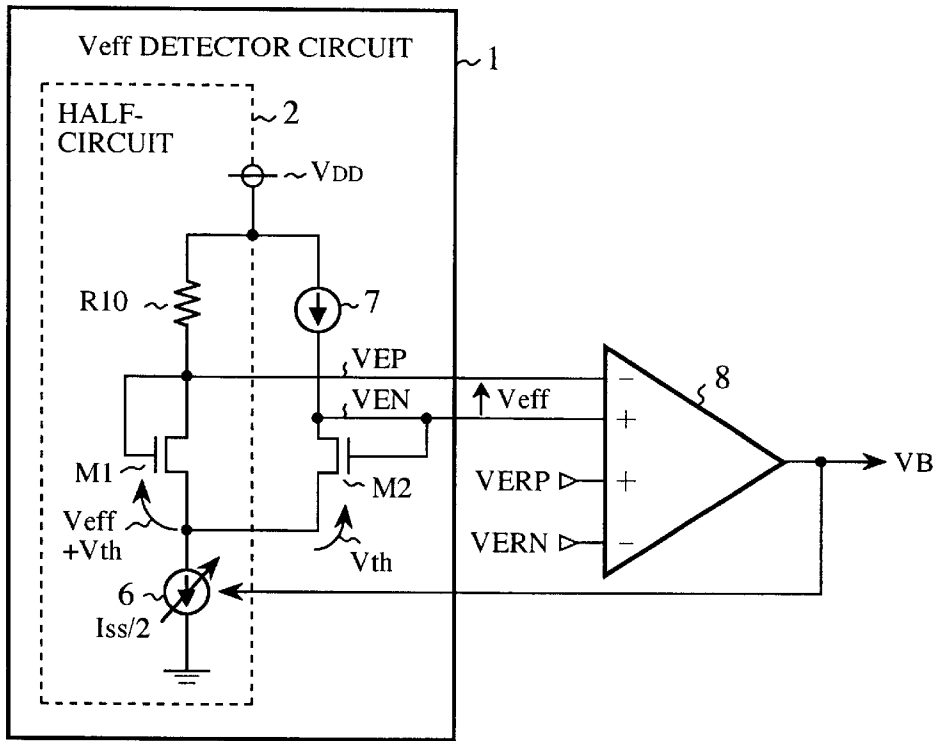 Veff DETECTOR CIRCUIT
1
HALF-
CIRCUIT
2
VDD
R10
7
VEP
VEN
Veff
8
−
+
M1
M2
VERP
+
VB
Veff
+Vth
Vth
VERN
−
6
Iss/2